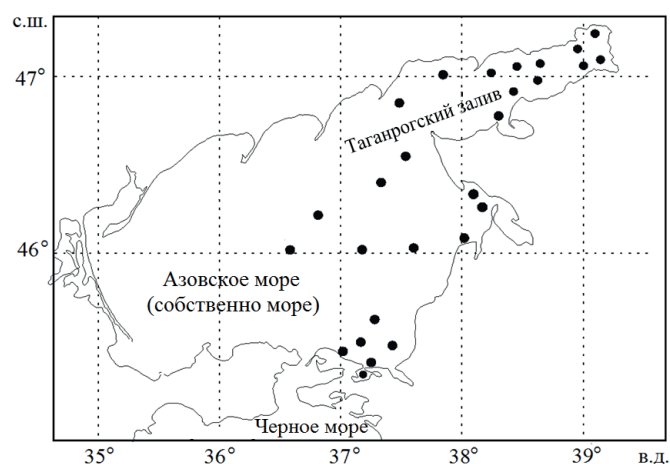 с.ш.
47°
Таганрогский залив
46°
Азовское море
(собственно море)
Черное море
35° 36° 37° 38° 39° в.д.